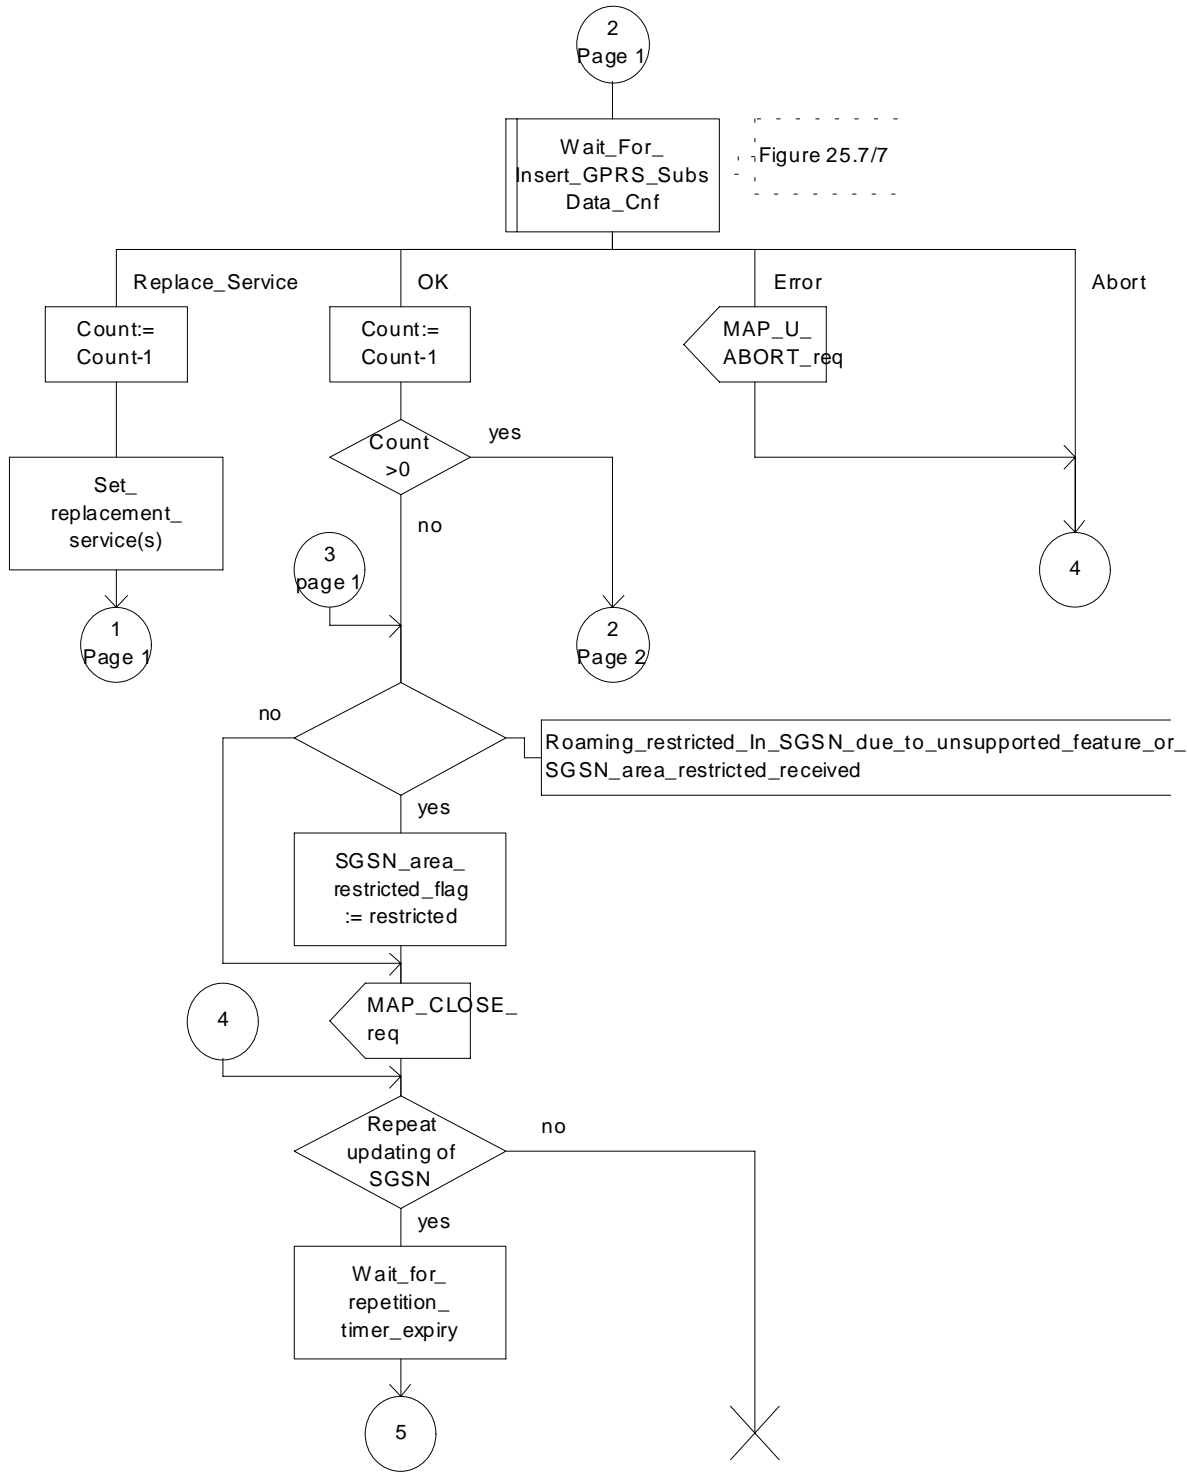 2
Page 1
Wait_For_
Insert_GPRS_Subs
Data_Cnf
Figure 25.7/7
Replace_Service
OK
Error
Abort
Count:=
Count-1
Count:=
Count-1
MAP_U_
ABORT_req
Count
>0
yes
Set_
replacement_
service(s)
no
3
page 1
4
1
Page 1
2
Page 2
no
Roaming_restricted_In_SGSN_due_to_unsupported_feature_or_
SGSN_area_restricted_received
yes
SGSN_area_
restricted_flag
:= restricted
4
MAP_CLOSE_
req
Repeat
updating of
SGSN
no
yes
Wait_for_
repetition_
timer_expiry
5